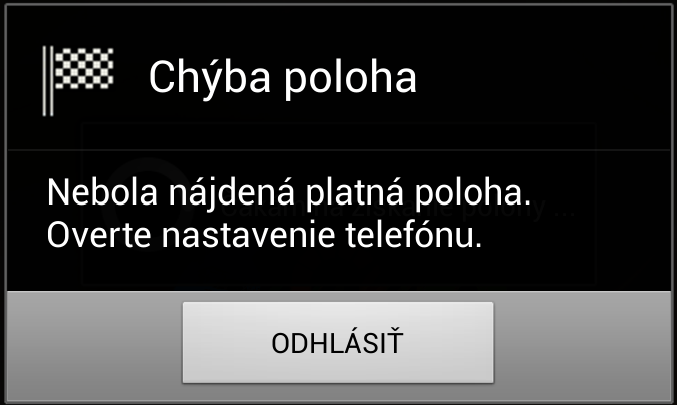 Chýba poloha
Nebola nájdená platná poloha.
Overte nastavenie telefónu.
ODHLÁSIŤ